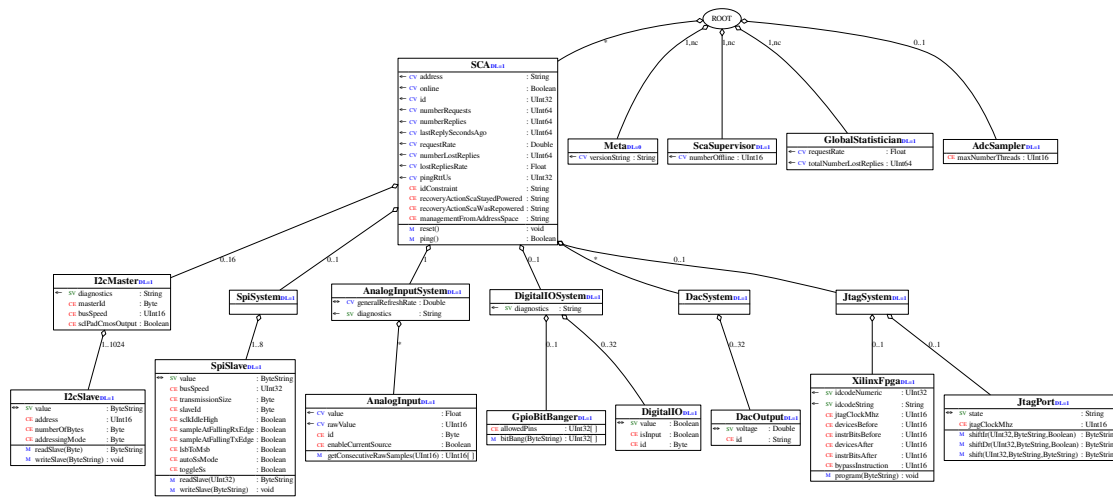 ROOT
*
1,nc
1,nc
1,nc
0..1
SCA DL=1
← CV address : String
← CV online : Boolean
← CV id : UInt32
← CV numberRequests : UInt64
← CV numberReplies : UInt64
← CV lastReplySecondsAgo : UInt64
← CV requestRate : Double
← CV numberLostReplies : UInt64
← CV lostRepliesRate : Float
← CV pingRttUs : UInt32
CE idConstraint : String
CE recoveryActionScaStayedPowered : String
CE recoveryActionScaWasRepowered : String
CE managementFromAddressSpace : String
M reset() : void
M ping() : Boolean
Meta DL=0
← CV versionString : String
ScaSupervisor DL=1
← CV numberOffline : UInt16
GlobalStatistician DL=1
← CV requestRate : Float
← CV totalNumberLostReplies : UInt64
AdcSampler DL=1
CE maxNumberThreads : UInt16
0..16
0..1
1
0..1
*
0..1
I2cMaster DL=1
← SV diagnostics : String
CE masterId : Byte
CE busSpeed : UInt16
CE sclPadCmosOutput : Boolean
SpiSystem DL=1
AnalogInputSystem DL=1
⇔ CV generalRefreshRate : Double
← SV diagnostics : String
DigitalIOSystem DL=1
← SV diagnostics : String
DacSystem DL=1
JtagSystem DL=1
1..1024
1..8
*
0..1
0..32
0..32
0..1
0..1
I2cSlave DL=1
⇔ SV value : ByteString
CE address : UInt16
CE numberOfBytes : Byte
CE addressingMode : Byte
M readSlave(Byte) : ByteString
M writeSlave(ByteString) : void
SpiSlave DL=1
⇔ SV value : ByteString
CE busSpeed : UInt32
CE transmissionSize : Byte
CE slaveId : Byte
CE sclkIdleHigh : Boolean
CE sampleAtFallingRxEdge : Boolean
CE sampleAtFallingTxEdge : Boolean
CE lsbToMsb : Boolean
CE autoSsMode : Boolean
CE toggleSs : Boolean
M readSlave(UInt32) : ByteString
M writeSlave(ByteString) : void
AnalogInput DL=1
← CV value : Float
← CV rawValue : UInt16
CE id : Byte
CE enableCurrentSource : Boolean
M getConsecutiveRawSamples(UInt16) : UInt16[ ]
GpioBitBanger DL=1
CE allowedPins : UInt32[ ]
M bitBang(ByteString) : UInt32[ ]
DigitalIO DL=1
⇔ SV value : Boolean
CE isInput : Boolean
CE id : Byte
DacOutput DL=1
⇔ SV voltage : Double
CE id : String
XilinxFpga DL=1
← SV idcodeNumeric : UInt32
← SV idcodeString : String
CE jtagClockMhz : UInt16
CE devicesBefore : UInt16
CE instrBitsBefore : UInt16
CE devicesAfter : UInt16
CE instrBitsAfter : UInt16
CE bypassInstruction : UInt16
M program(ByteString) : void
JtagPort DL=1
⇔ SV state : String
CE jtagClockMhz : UInt16
M shiftIr(UInt32,ByteString,Boolean) : ByteString
M shiftDr(UInt32,ByteString,Boolean) : ByteString
M shift(UInt32,ByteString,ByteString) : ByteString